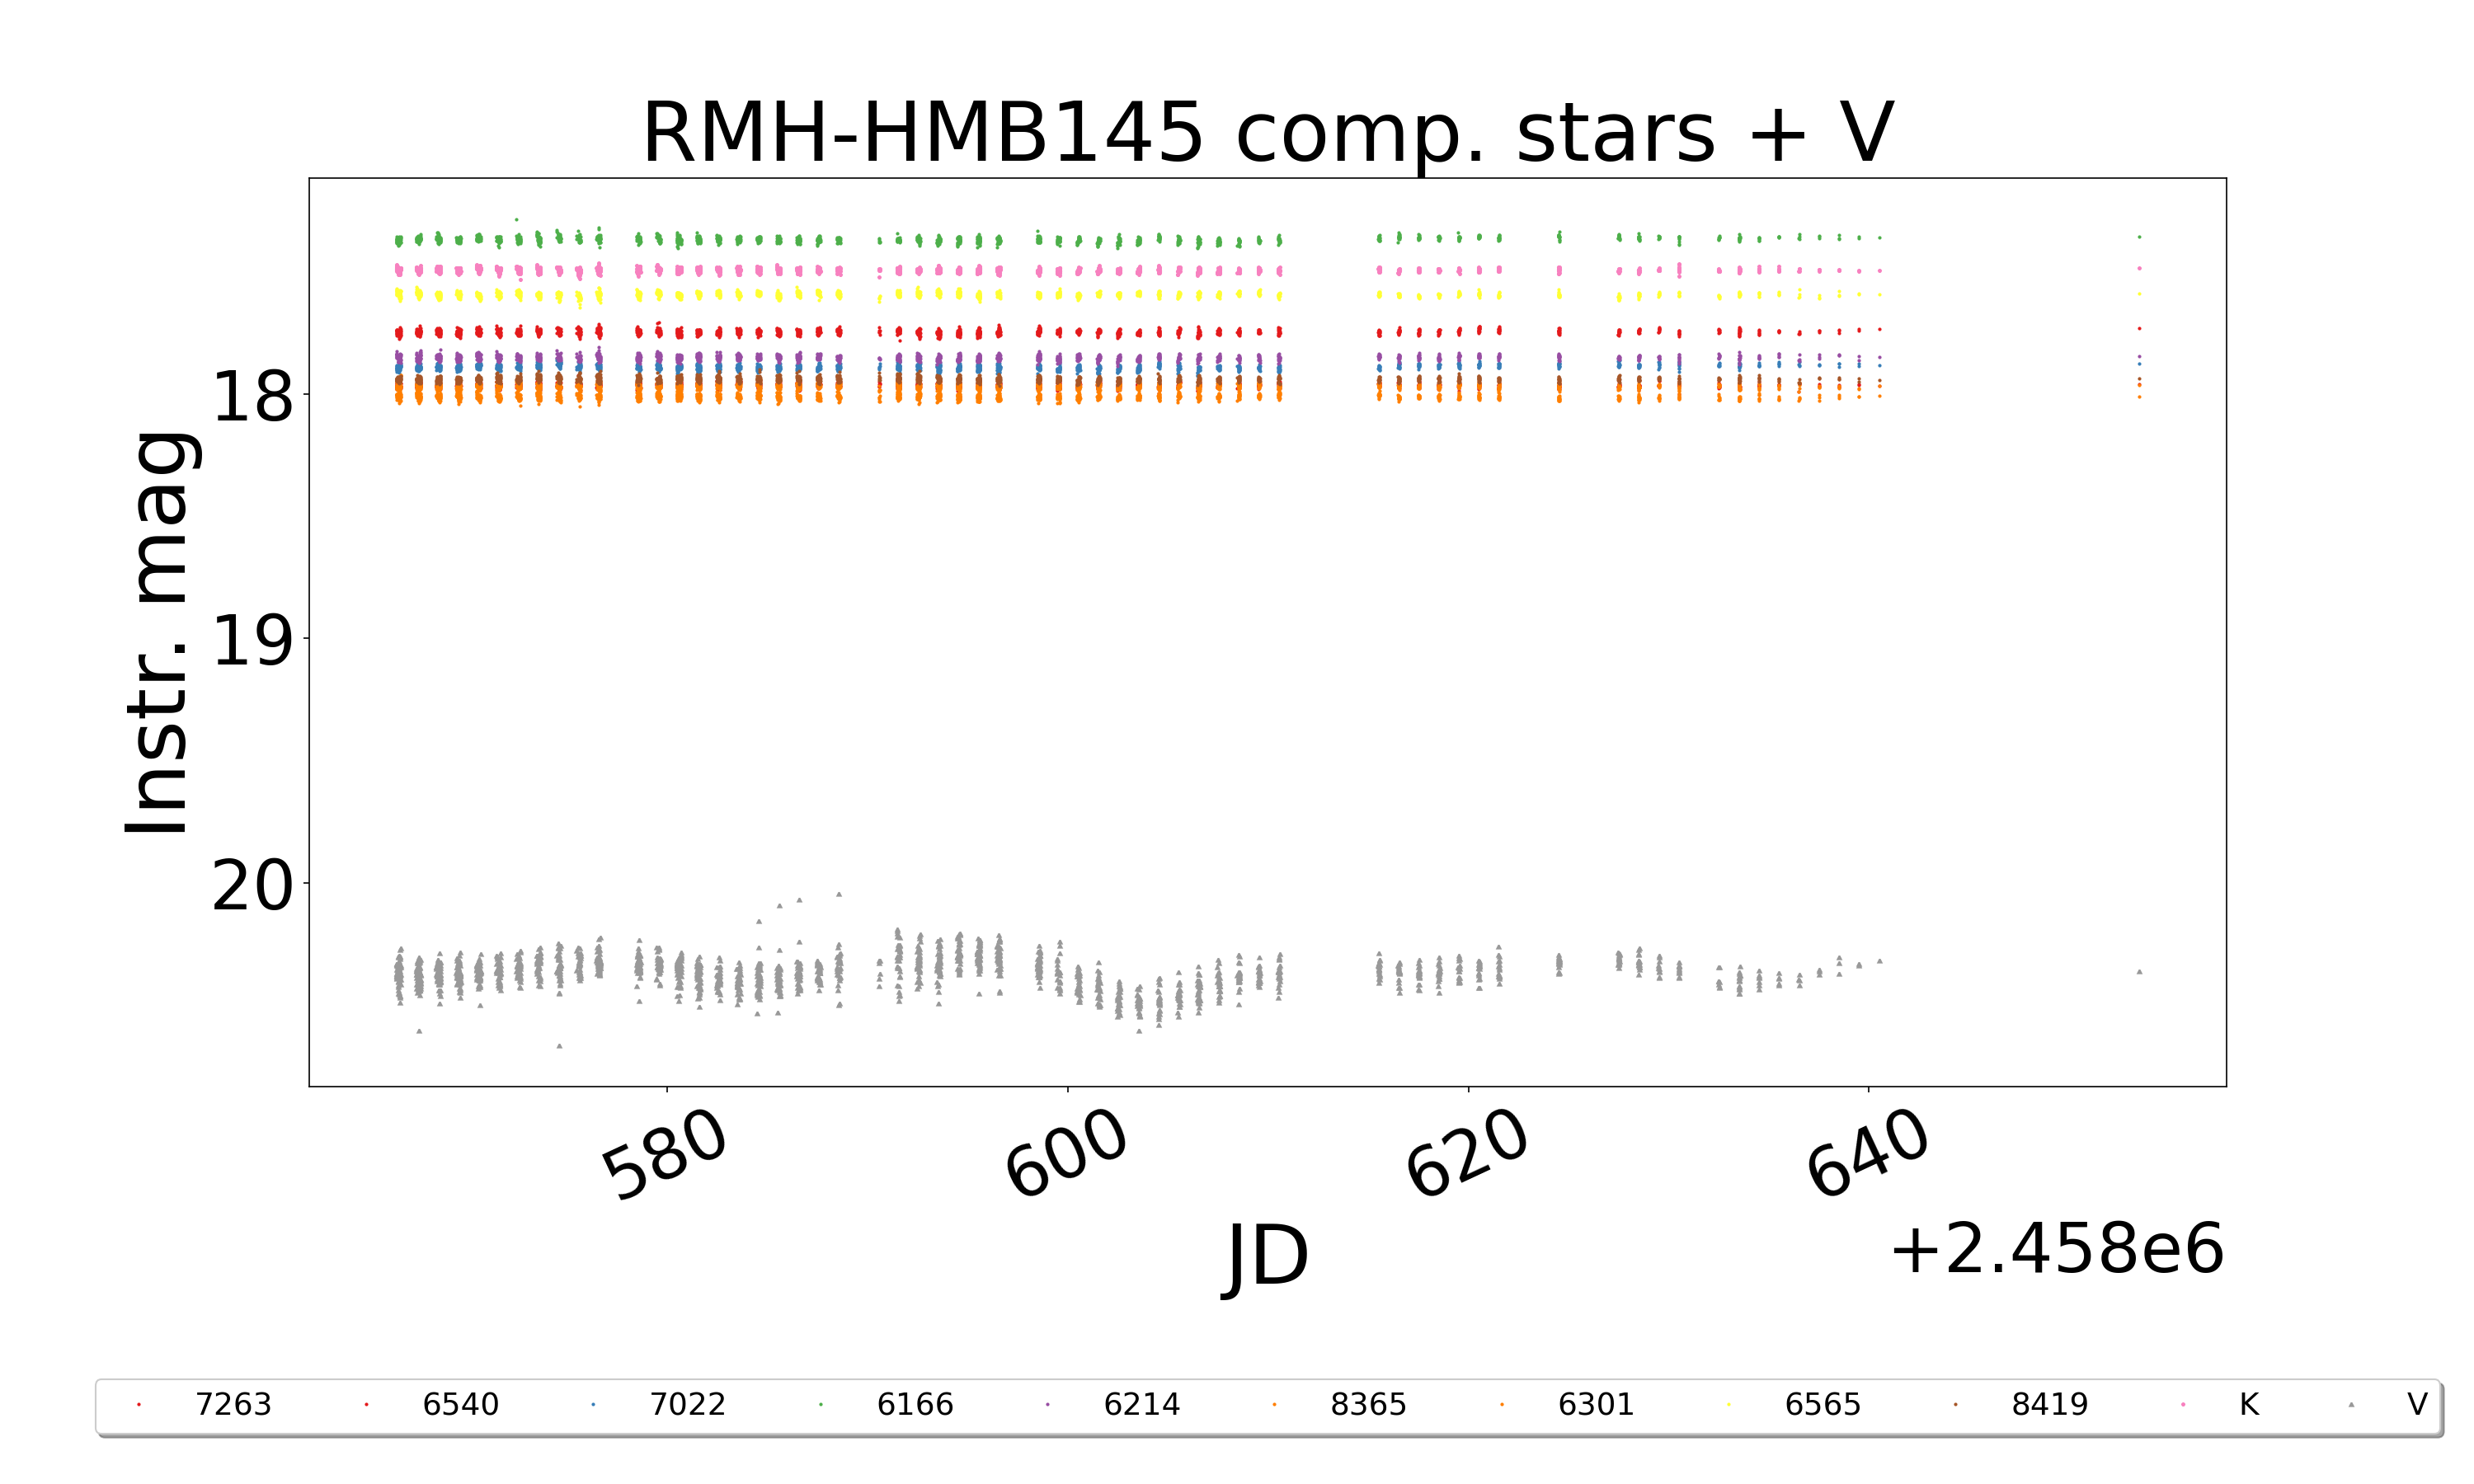 RMH-HMB145 comp. stars + V
Instr. mag
18
19
20
580 600 620 640
JD
+2.458e6
7263 6540 7022 6166 6214 8365 6301 6565 8419 K V